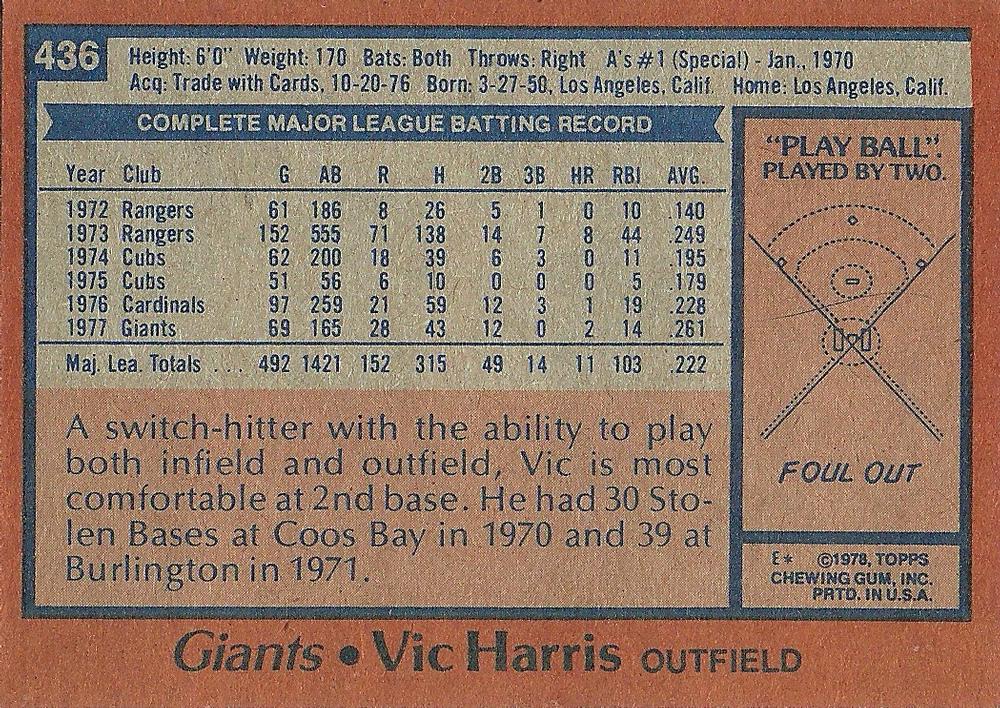 436
Height: 6'0" Weight: 170 Bats: Both Throws: Right A's #1 (Special) - Jan., 1970
Acq: Trade with Cards, 10-20-76 Born: 3-27-50, Los Angeles, Calif. Home: Los Angeles, Calif.
COMPLETE MAJOR LEAGUE BATTING RECORD
Year Club G AB R H 2B 3B HR RBI AVG.
1972 Rangers 61 186 8 26 5 1 0 10 .140
1973 Rangers 152 555 71 138 14 7 8 44 .249
1974 Cubs 62 200 18 39 6 3 0 11 .195
1975 Cubs 51 56 6 10 0 0 0 5 .179
1976 Cardinals 97 259 21 59 12 3 1 19 .228
1977 Giants 69 165 28 43 12 0 2 14 .261
Maj. Lea. Totals ... 492 1421 152 315 49 14 11 103 .222
A switch-hitter with the ability to play
both infield and outfield, Vic is most
comfortable at 2nd base. He had 30 Sto-
len Bases at Coos Bay in 1970 and 39 at
Burlington in 1971.
"PLAY BALL".
PLAYED BY TWO.
FOUL OUT
E* ©1978, TOPPS
CHEWING GUM, INC.
PRTD. IN U.S.A.
Giants • Vic Harris OUTFIELD